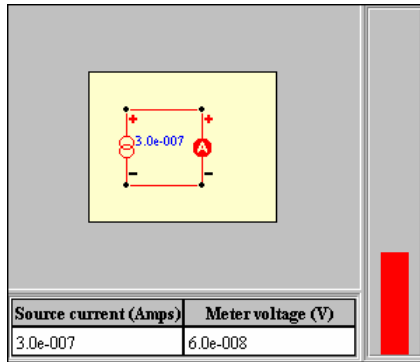 + +
3.0e-007 A
– –
Source current (Amps) Meter voltage (V)
3.0e-007 6.0e-008